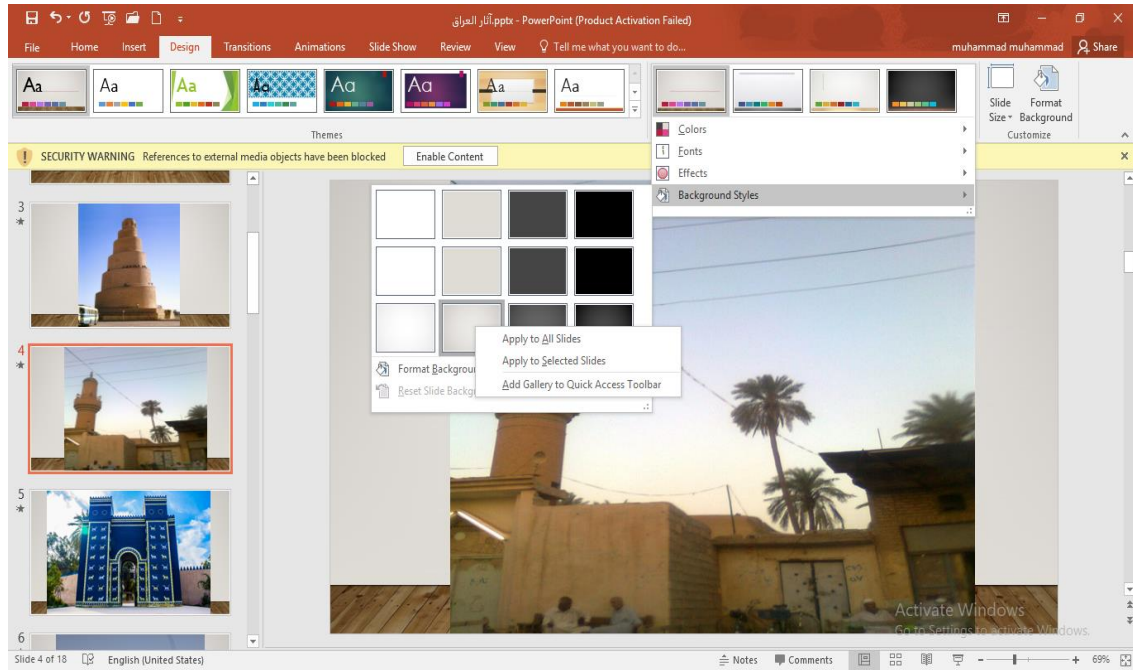 آثار العراق.pptx - PowerPoint (Product Activation Failed)
File Home Insert Design Transitions Animations Slide Show Review View Tell me what you want to do... muhammad muhammad Share
Aa Aa Aa Aa Aa Aa Aa Aa
Slide Size Format Background
Themes
Customize
Colors
Fonts
Effects
Background Styles
SECURITY WARNING References to external media objects have been blocked Enable Content
3
4
5
6
Apply to All Slides
Apply to Selected Slides
Add Gallery to Quick Access Toolbar
Format Backgroun
Reset Slide Backg
Activate Windows
Go to Settings to activate Windows.
Slide 4 of 18 English (United States) Notes Comments 69%